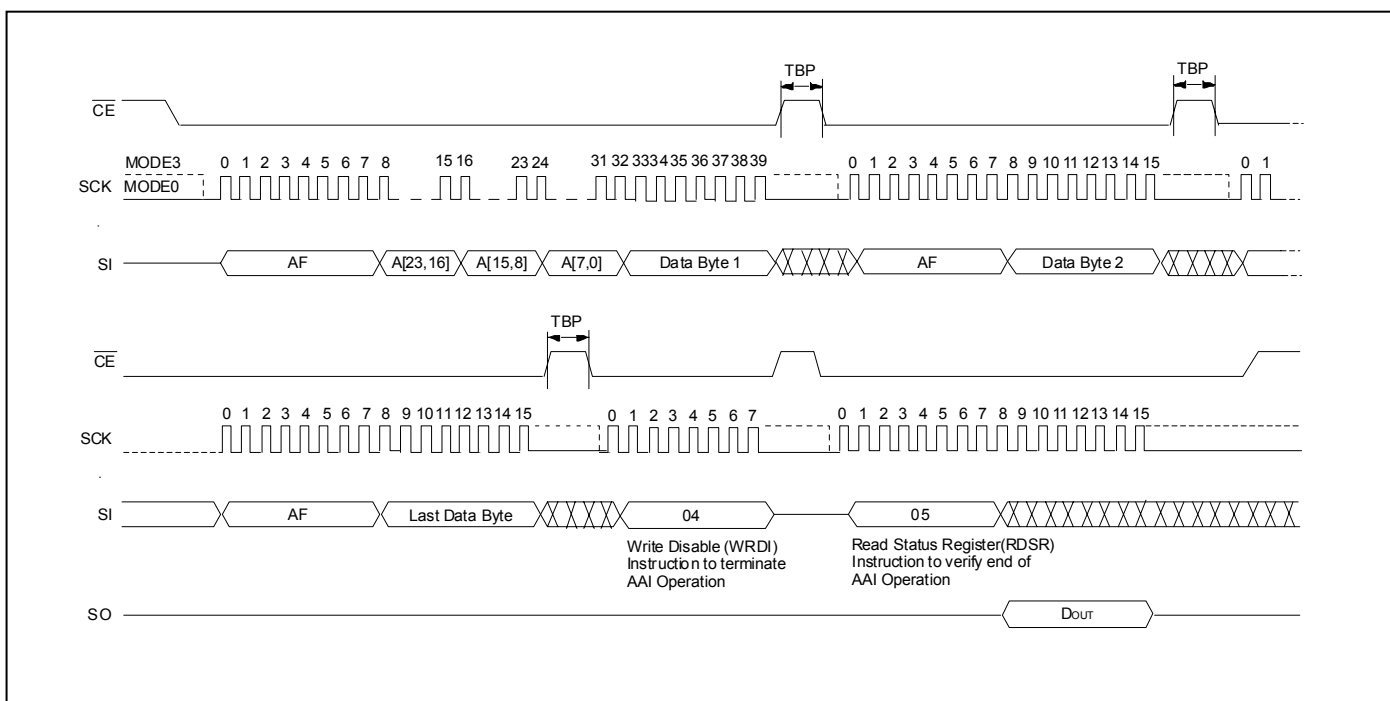 TBP TBP
CE
MODE3 0 1 2 3 4 5 6 7 8 15 16 23 24 31 32 333 4 35 36 37 38 39 0 1 2 3 4 5 6 7 8 9 10 11 12 13 14 15 0 1
SCK MODE0
SI AF A[23,16] A[15,8] A[7,0] Data Byte 1 AF Data Byte 2
TBP
CE
0 1 2 3 4 5 6 7 8 9 10 11 12 13 14 15 0 1 2 3 4 5 6 7 0 1 2 3 4 5 6 7 8 9 10 11 12 13 14 15
SCK
SI AF Last Data Byte 04 05
Write Disable (WRDI)
Instruction to terminate
AAI Operation
Read Status Register(RDSR)
Instruction to verify end of
AAI Operation
SO DOUT